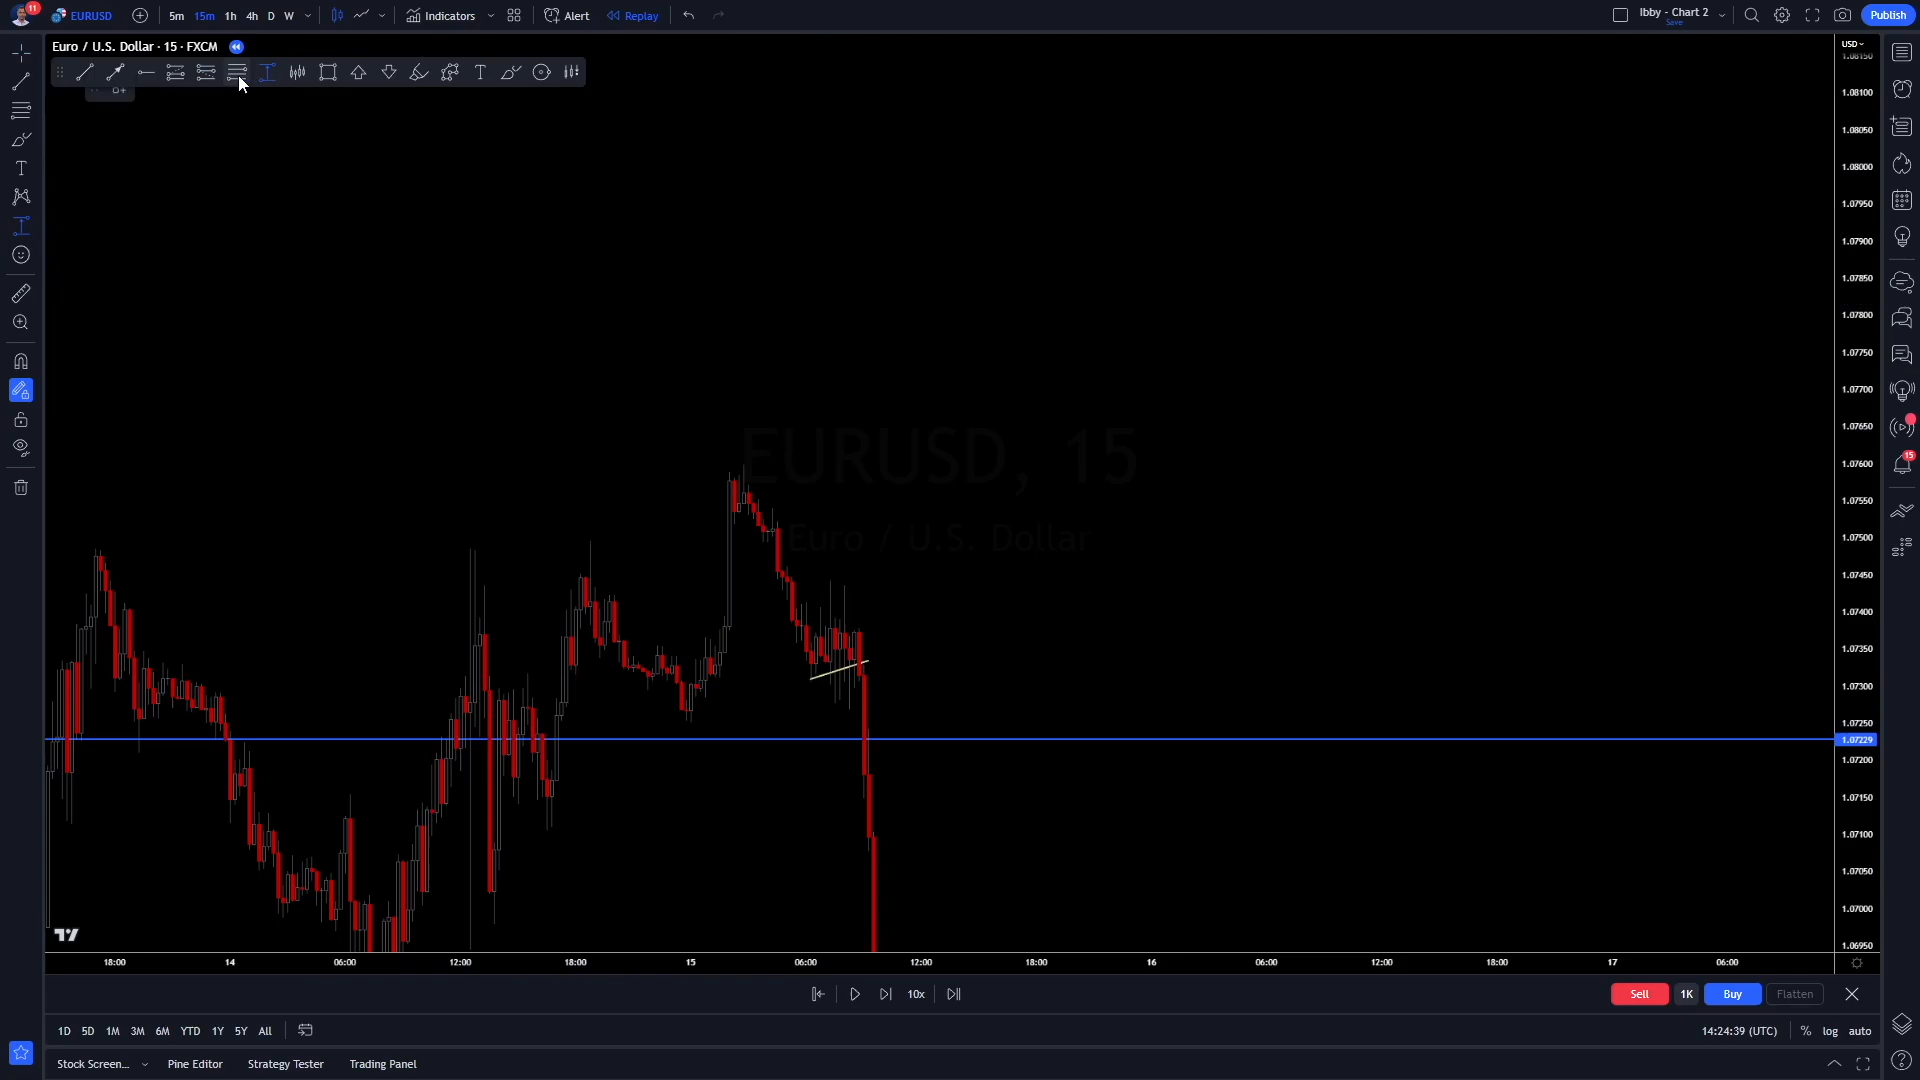 11
EURUSD
5m 15m 1h 4h D W
Indicators
Alert
Replay
Ibby - Chart 2
Save
Publish
Euro / U.S. Dollar · 15 · FXCM
USD
1.08150
1.08100
1.08050
1.08000
1.07950
1.07900
1.07850
1.07800
1.07750
1.07700
1.07650
1.07600
1.07550
1.07500
1.07450
1.07400
1.07350
1.07300
1.07250
1.07229
1.07200
1.07150
1.07100
1.07050
1.07000
1.06950
15
EURUSD, 15
Euro / U.S. Dollar
18:00 14 06:00 12:00 18:00 15 06:00 12:00 18:00 16 06:00 12:00 18:00 17 06:00
10x
Sell 1K Buy Flatten
1D 5D 1M 3M 6M YTD 1Y 5Y All
14:24:39 (UTC) % log auto
Stock Screen... Pine Editor Strategy Tester Trading Panel